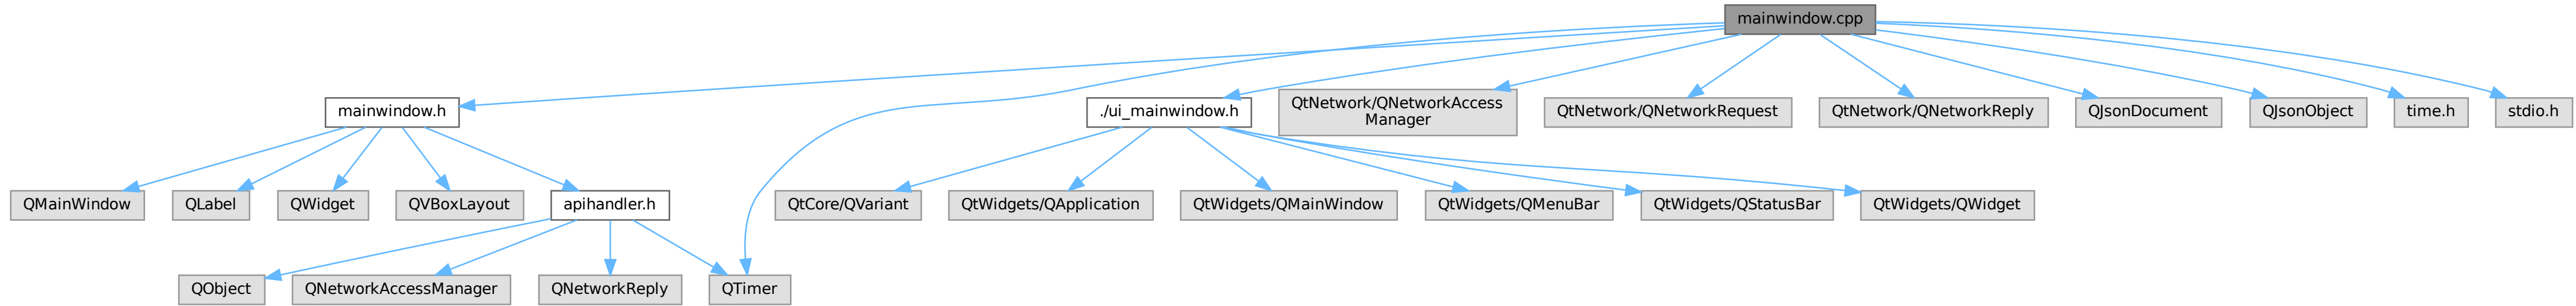 mainwindow.cpp
mainwindow.h
./ui_mainwindow.h
QtNetwork/QNetworkAccess
Manager
QtNetwork/QNetworkRequest
QtNetwork/QNetworkReply
QJsonDocument
QJsonObject
time.h
stdio.h
QMainWindow
QLabel
QWidget
QVBoxLayout
apihandler.h
QtCore/QVariant
QtWidgets/QApplication
QtWidgets/QMainWindow
QtWidgets/QMenuBar
QtWidgets/QStatusBar
QtWidgets/QWidget
QObject
QNetworkAccessManager
QNetworkReply
QTimer